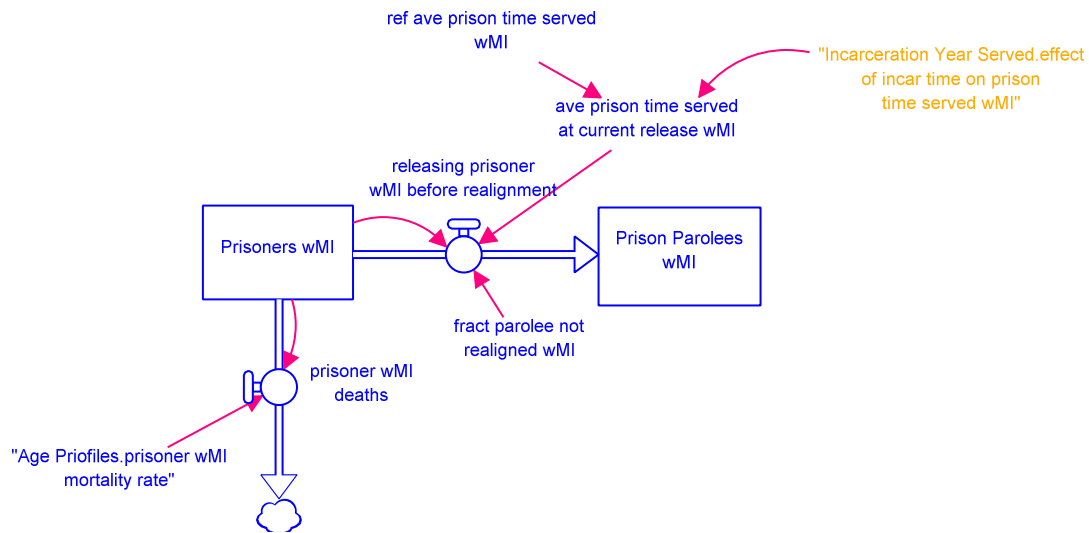 ref ave prison time served
wMI
"Incarceration Year Served.effect
of incar time on prison
time served wMI"
ave prison time served
at current release wMI
releasing prisoner
wMI before realignment
Prisoners wMI
Prison Parolees
wMI
fract parolee not
realigned wMI
prisoner wMI
deaths
"Age Priofiles.prisoner wMI
mortality rate"